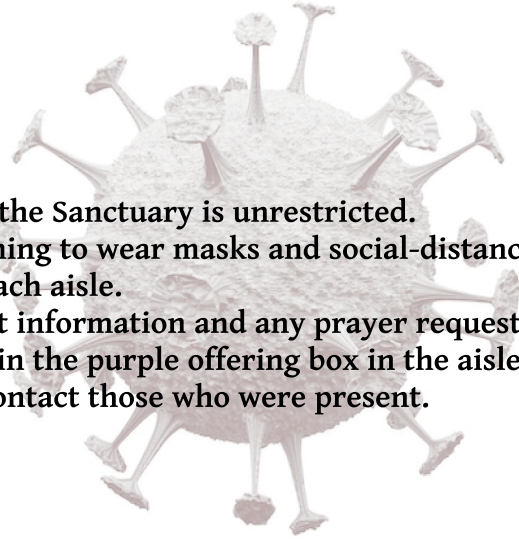 the Sanctuary is unrestricted.
ning to wear masks and social-distanc
ach aisle.
t information and any prayer request
in the purple offering box in the aisle
ontact those who were present.